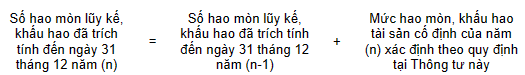 Số hao mòn lũy kế,
khấu hao đã trích
tính đến ngày 31
tháng 12 năm (n)
=
Số hao mòn lũy kế,
khấu hao đã trích
tính đến ngày 31 tháng 12
năm (n-1)
+
Mức hao mòn, khấu hao
tài sản cố định của năm
(n) xác định theo quy định
tại Thông tư này